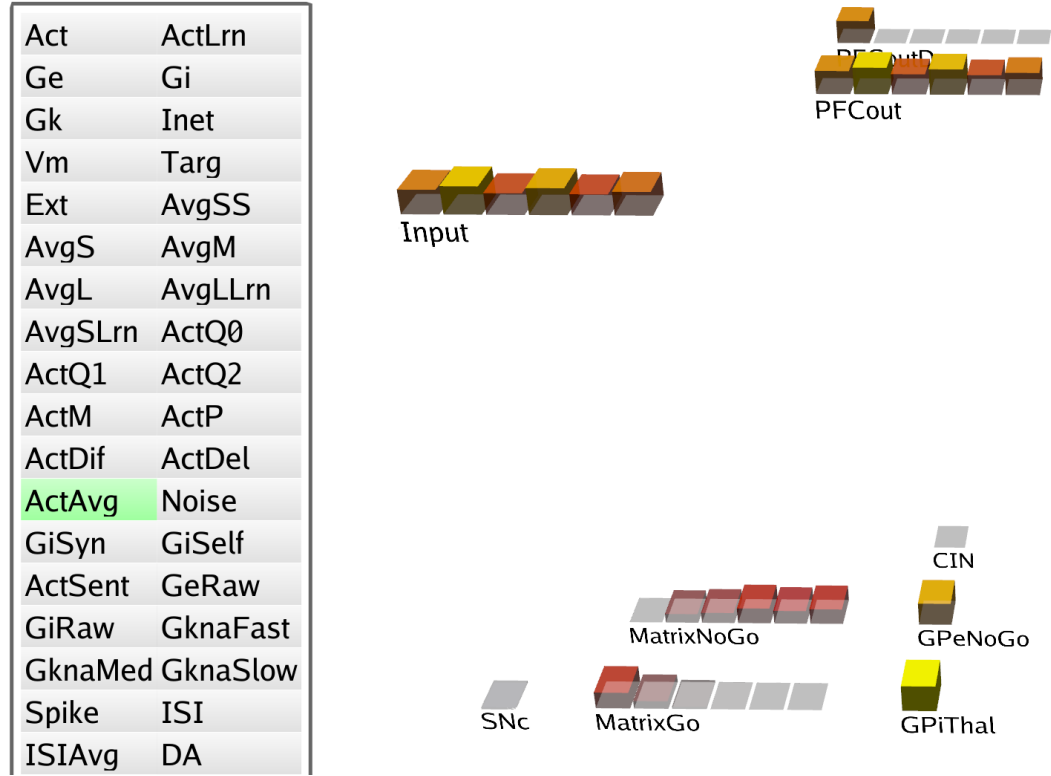 Act ActLrn
Ge Gi
Gk Inet
Vm Targ
Ext AvgSS
AvgS AvgM
AvgL AvgLLrn
AvgSLrn ActQ0
ActQ1 ActQ2
ActM ActP
ActDif ActDel
ActAvg Noise
GiSyn GiSelf
ActSent GeRaw
GiRaw GknaFast
GknaMed GknaSlow
Spike ISI
ISIAvg DA
PFCoutD
PFCout
Input
CIN
MatrixNoGo
GPeNoGo
SNc
MatrixGo
GPiThal